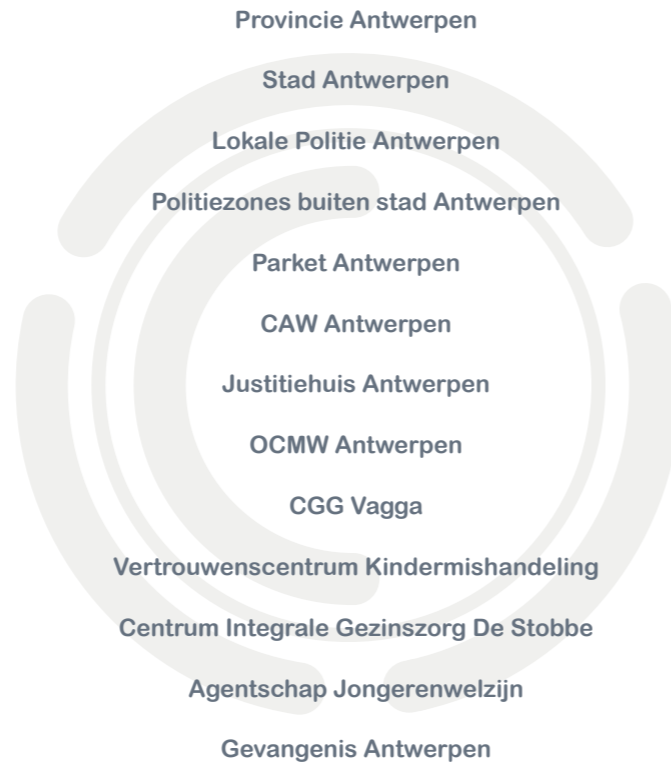 Provincie Antwerpen
Stad Antwerpen
Lokale Politie Antwerpen
Politiezones buiten stad Antwerpen
Parket Antwerpen
CAW Antwerpen
Justitiehuis Antwerpen
OCMW Antwerpen
CGG Vagga
Vertrouwenscentrum Kindermishandeling
Centrum Integrale Gezinszorg De Stobbe
Agentschap Jongerenwelzijn
Gevangenis Antwerpen